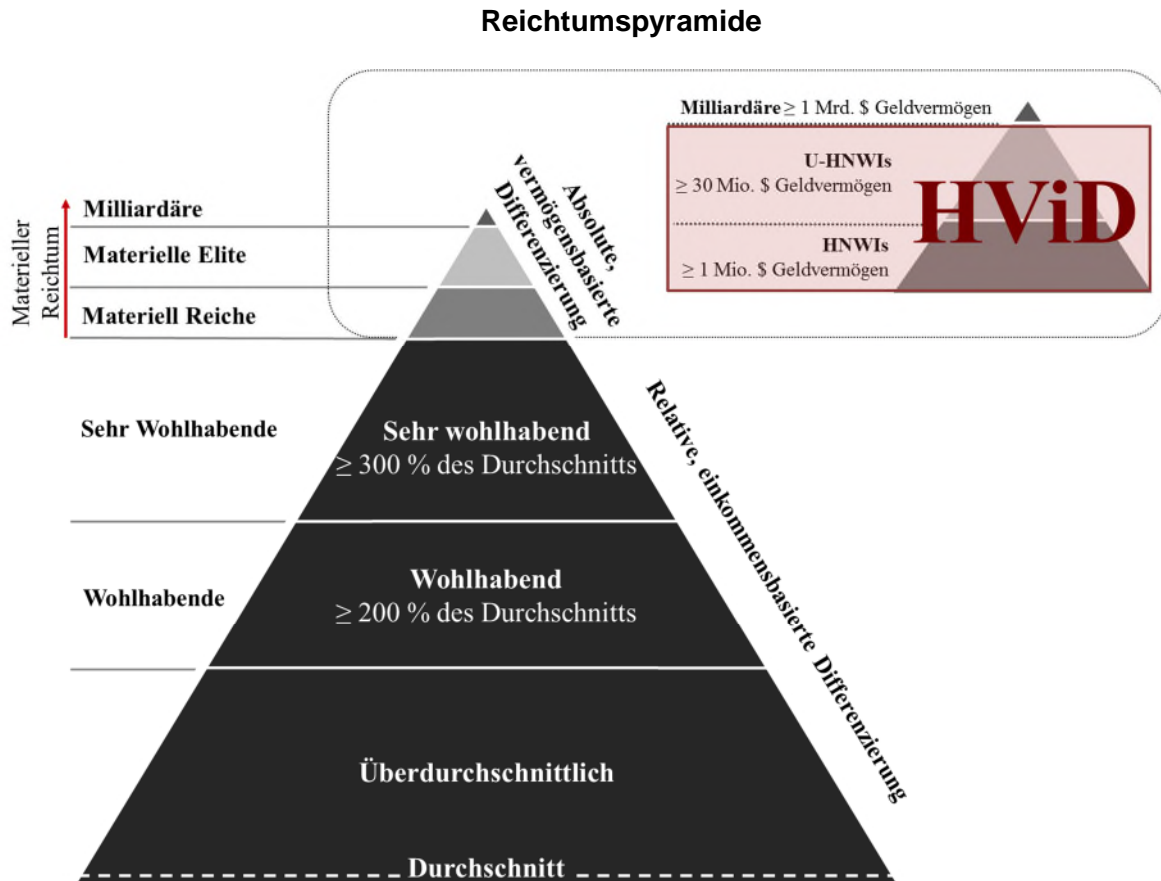 Reichtumspyramide
Milliardäre ≥ 1 Mrd. $ Geldvermögen
U-HNWIs
≥ 30 Mio. $ Geldvermögen
HNWIs
≥ 1 Mio. $ Geldvermögen
HViD
Absolute,
vermögensbasierte
Differenzierung
Materieller
Reichtum
Milliardäre
Materielle Elite
Materiell Reiche
Sehr Wohlhabende
Sehr wohlhabend
≥ 300 % des Durchschnitts
Relative, einkommensbasierte Differenzierung
Wohlhabende
Wohlhabend
≥ 200 % des Durchschnitts
Überdurchschnittlich
Durchschnitt